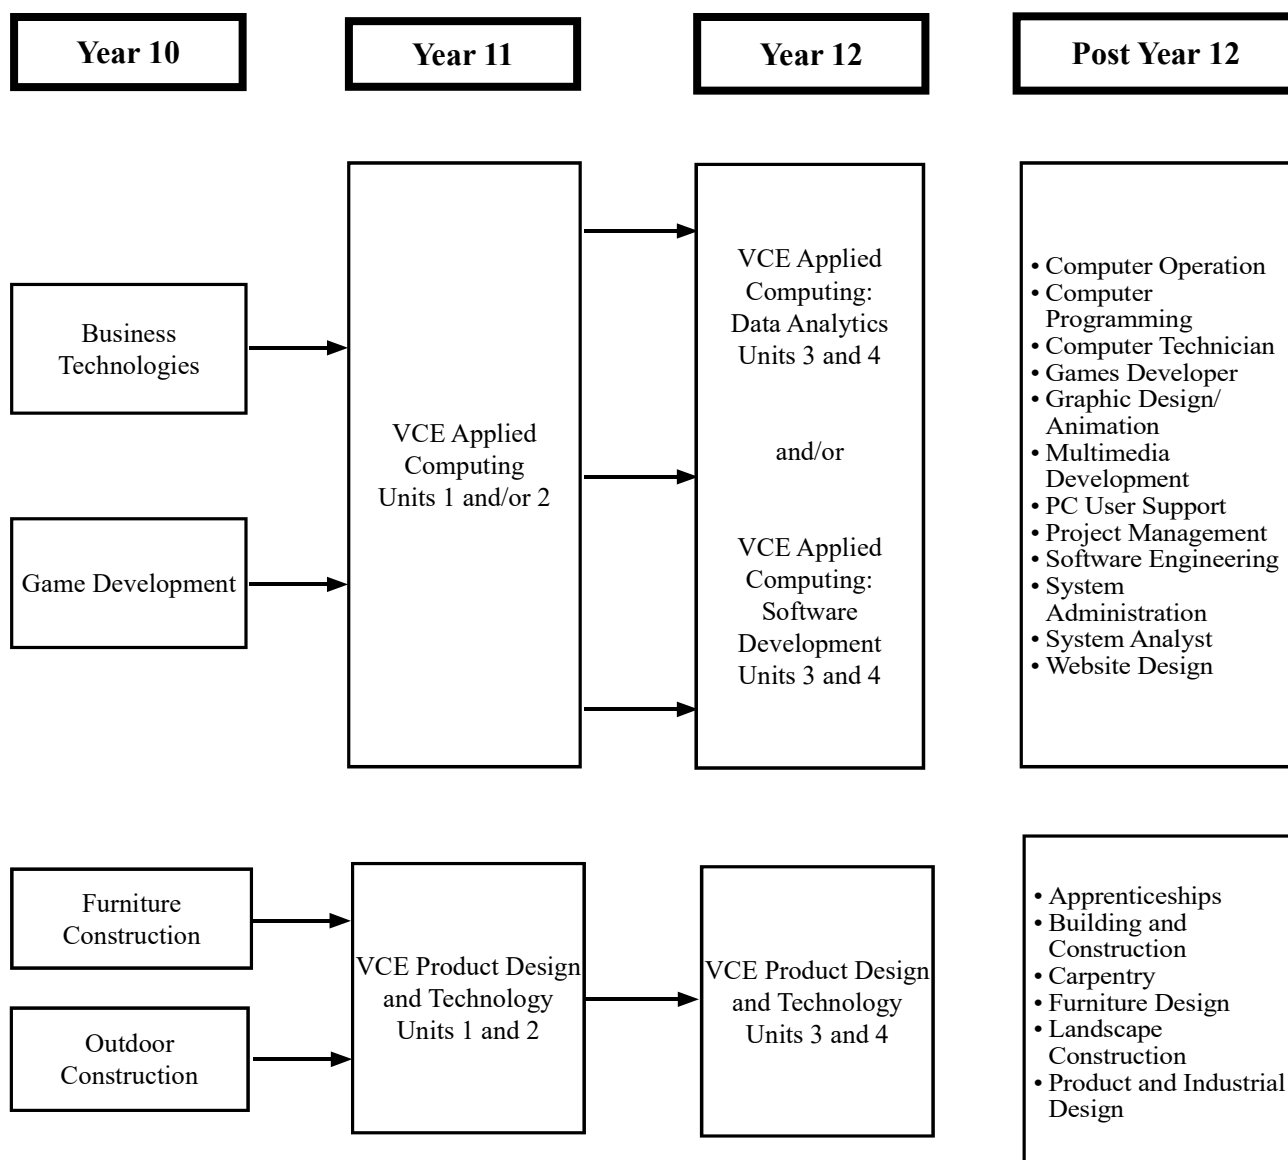 Year 10
Year 11
Year 12
Post Year 12
Business
Technologies
Game Development
VCE Applied
Computing
Units 1 and/or 2
VCE Applied
Computing:
Data Analytics
Units 3 and 4
and/or
VCE Applied
Computing:
Software
Development
Units 3 and 4
• Computer Operation
• Computer
Programming
• Computer Technician
• Games Developer
• Graphic Design/
Animation
• Multimedia
Development
• PC User Support
• Project Management
• Software Engineering
• System
Administration
• System Analyst
• Website Design
Furniture
Construction
Outdoor
Construction
VCE Product Design
and Technology
Units 1 and 2
VCE Product Design
and Technology
Units 3 and 4
• Apprenticeships
• Building and
Construction
• Carpentry
• Furniture Design
• Landscape
Construction
• Product and Industrial
Design